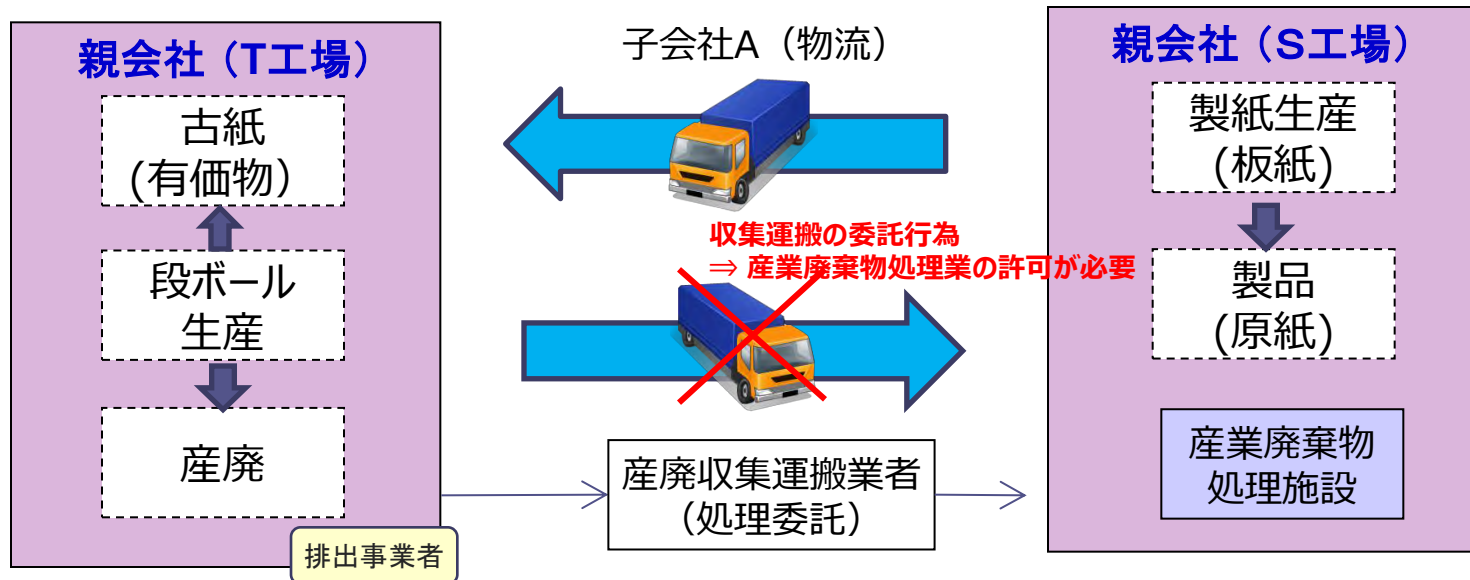 親会社（T工場）
古紙
(有価物）
段ボール
生産
産廃
排出事業者
子会社A（物流）
収集運搬の委託行為
⇒ 産業廃棄物処理業の許可が必要
産廃収集運搬業者
（処理委託）
親会社（S工場）
製紙生産
(板紙)
製品
(原紙)
産業廃棄物
処理施設